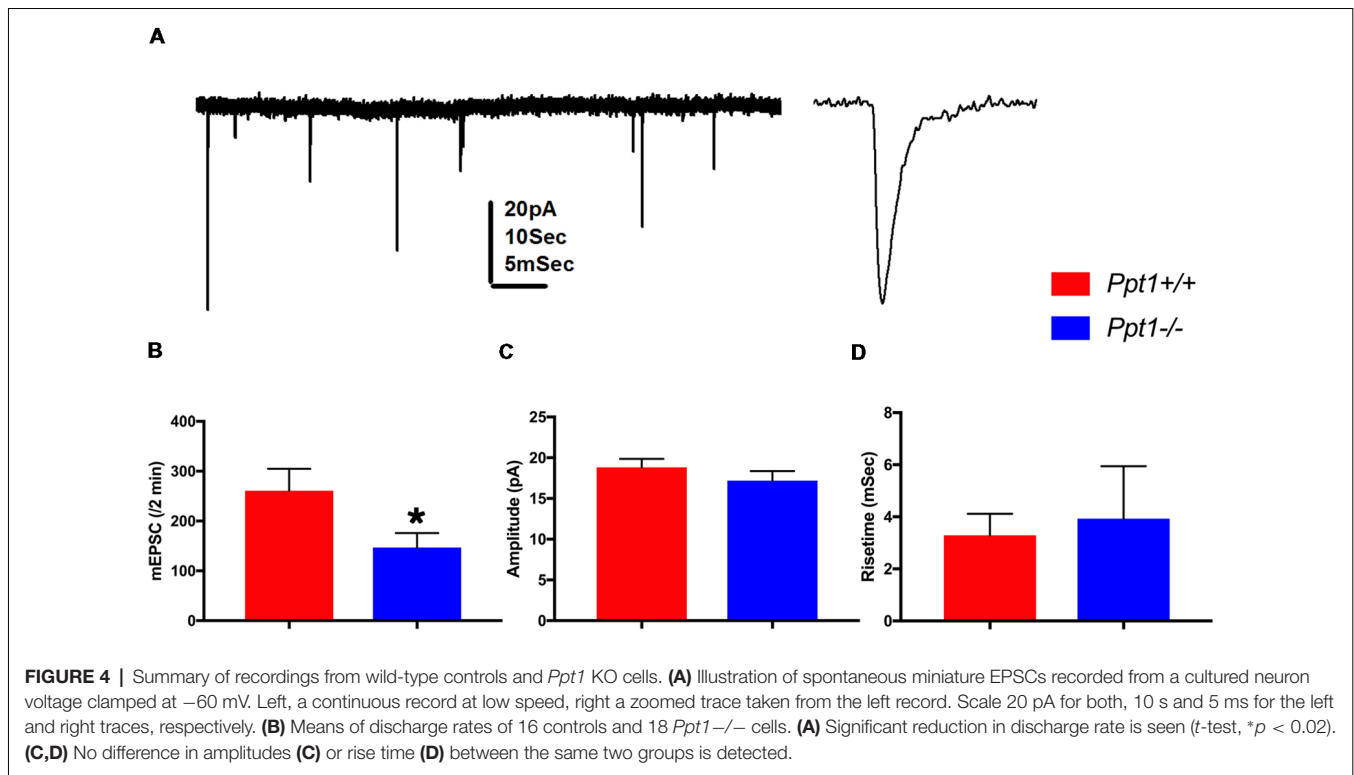 A
20pA
10Sec
5mSec
Ppt1+/+
Ppt1-/-
B
mEPSC (/2 min)
400
300
200
100
0
*
C
Amplitude (pA)
25
20
15
10
5
0
D
Risetime (mSec)
8
6
4
2
0
FIGURE 4 | Summary of recordings from wild-type controls and Ppt1 KO cells. (A) Illustration of spontaneous miniature EPSCs recorded from a cultured neuron
voltage clamped at −60 mV. Left, a continuous record at low speed, right a zoomed trace taken from the left record. Scale 20 pA for both, 10 s and 5 ms for the left
and right traces, respectively. (B) Means of discharge rates of 16 controls and 18 Ppt1−/− cells. (A) Significant reduction in discharge rate is seen (t-test, *p < 0.02).
(C,D) No difference in amplitudes (C) or rise time (D) between the same two groups is detected.